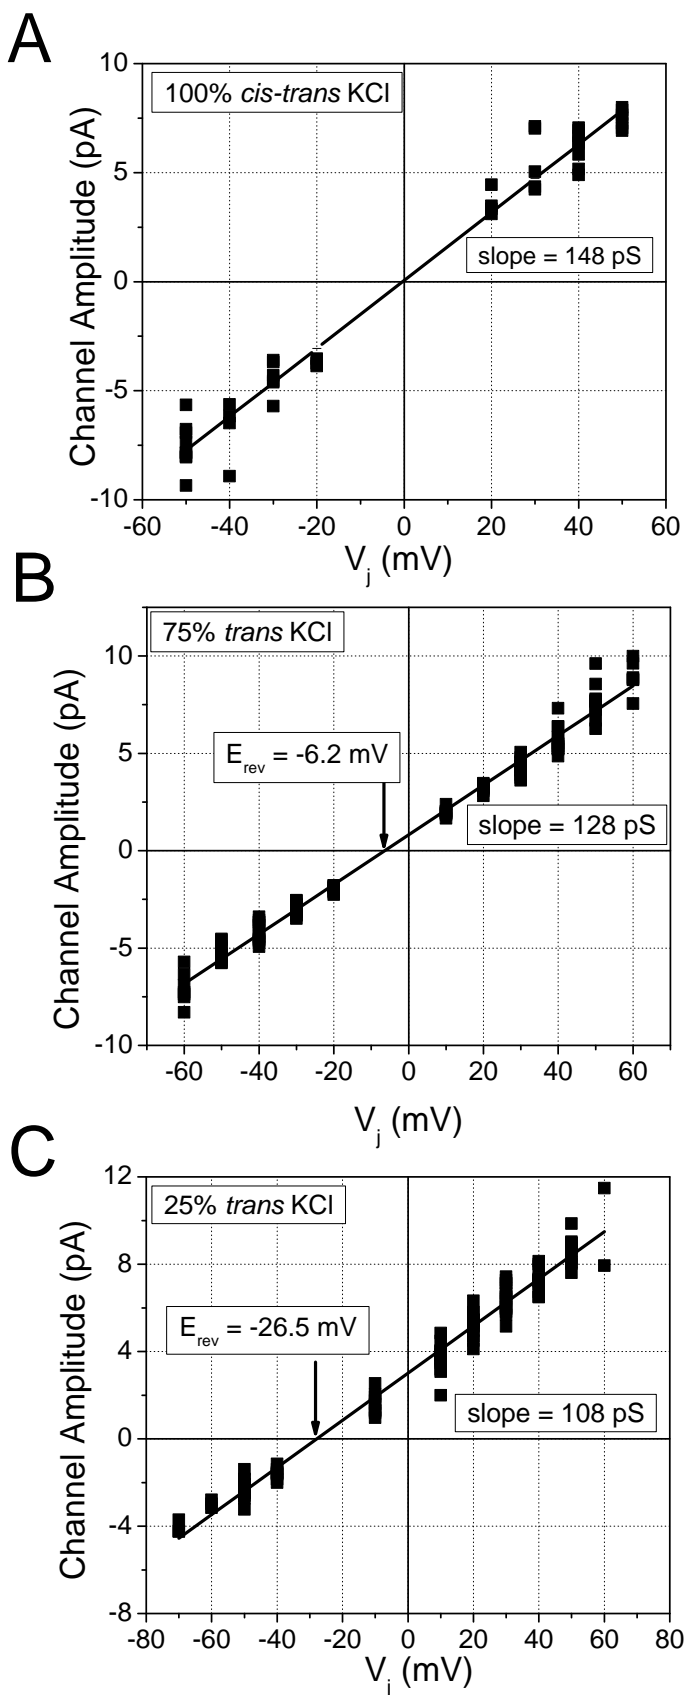 A
Channel Amplitude (pA)
10
5
0
-5
-10
100% cis-trans KCl
slope = 148 pS
-60 -40 -20 0 20 40 60
Vj (mV)
B
Channel Amplitude (pA)
10
5
0
-5
-10
75% trans KCl
Erev = -6.2 mV
slope = 128 pS
-60 -40 -20 0 20 40 60
Vj (mV)
C
Channel Amplitude (pA)
12
8
4
0
-4
-8
25% trans KCl
Erev = -26.5 mV
slope = 108 pS
-80 -60 -40 -20 0 20 40 60 80
Vj (mV)